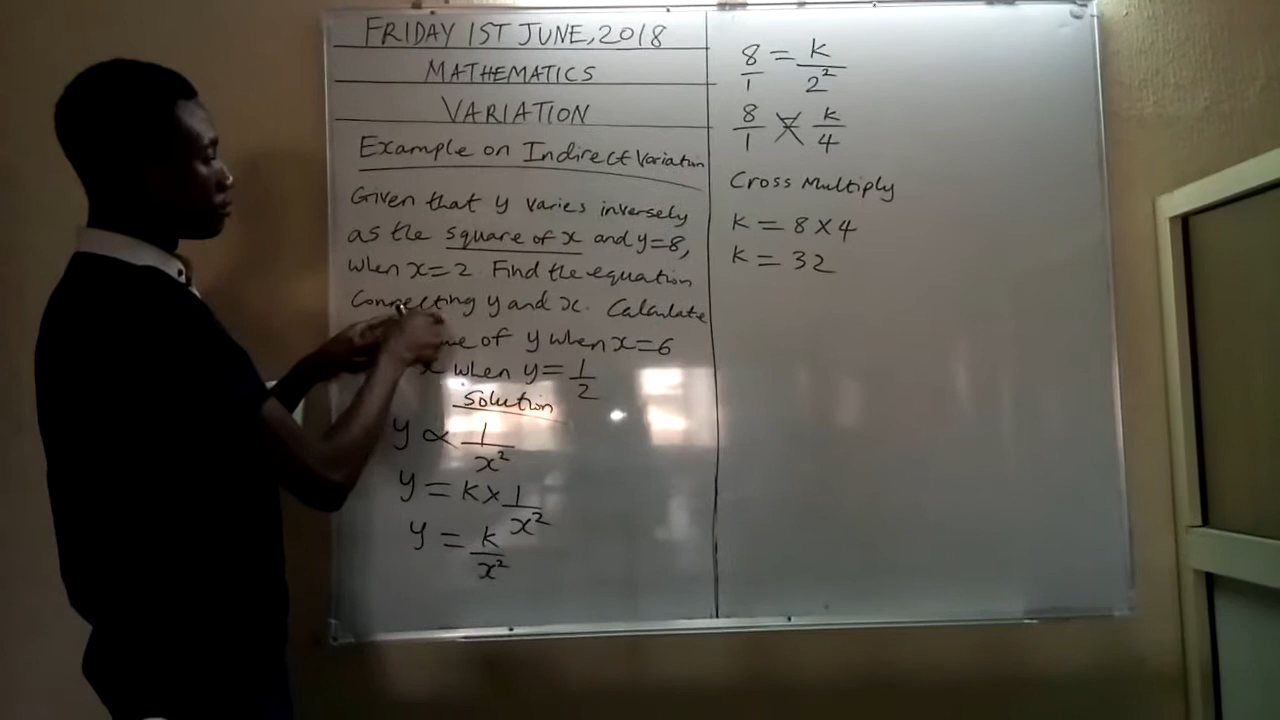 FRIDAY 1ST JUNE, 2018
MATHEMATICS
VARIATION
Example on Indirect Variation
Given that y varies inversely
as the square of x and y=8,
when x=2. Find the equation
Connecting y and x. Calculate
of y when x=6
x when y= 1/2
Solution
y ∝ 1/x²
y = k × 1/x²
y = k/x²
8/1 = k/2²
8/1 k/4
Cross Multiply
k = 8 × 4
k = 32